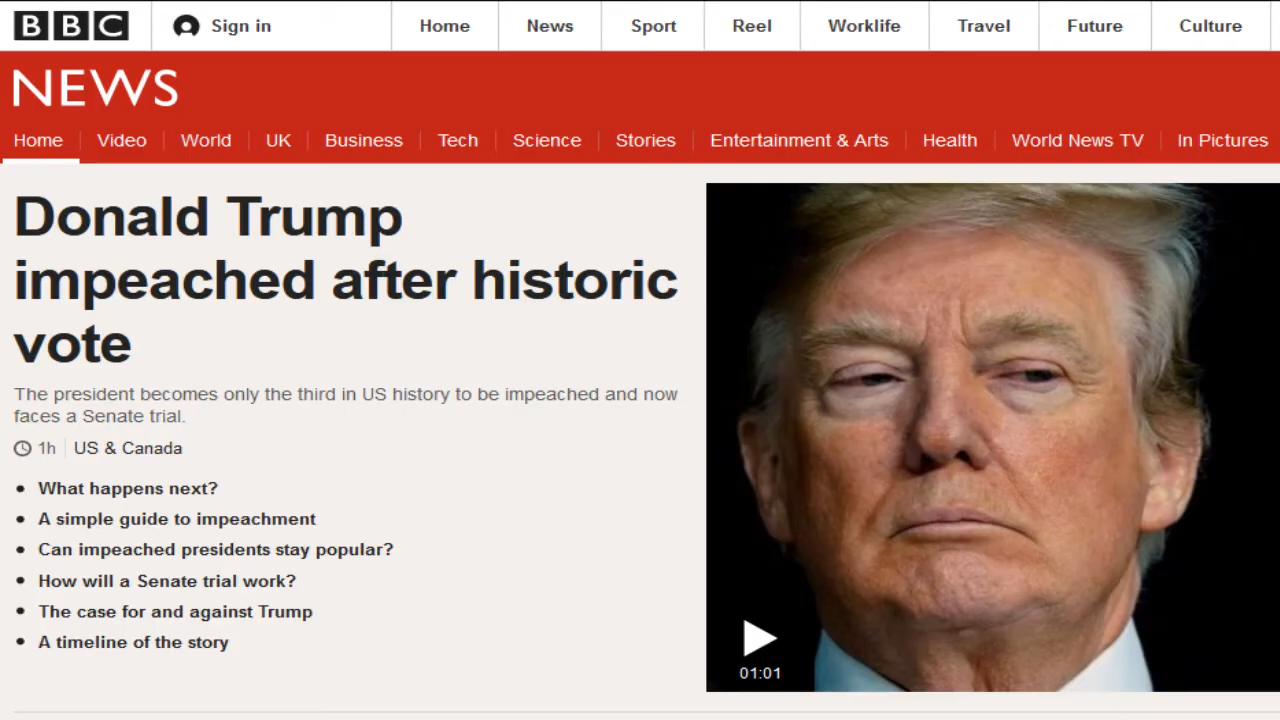 BBC Sign in Home News Sport Reel Worklife Travel Future Culture
NEWS
Home Video World UK Business Tech Science Stories Entertainment & Arts Health World News TV In Pictures
Donald Trump
impeached after historic
vote
The president becomes only the third in US history to be impeached and now
faces a Senate trial.
1h US & Canada
What happens next?
A simple guide to impeachment
Can impeached presidents stay popular?
How will a Senate trial work?
The case for and against Trump
A timeline of the story
01:01